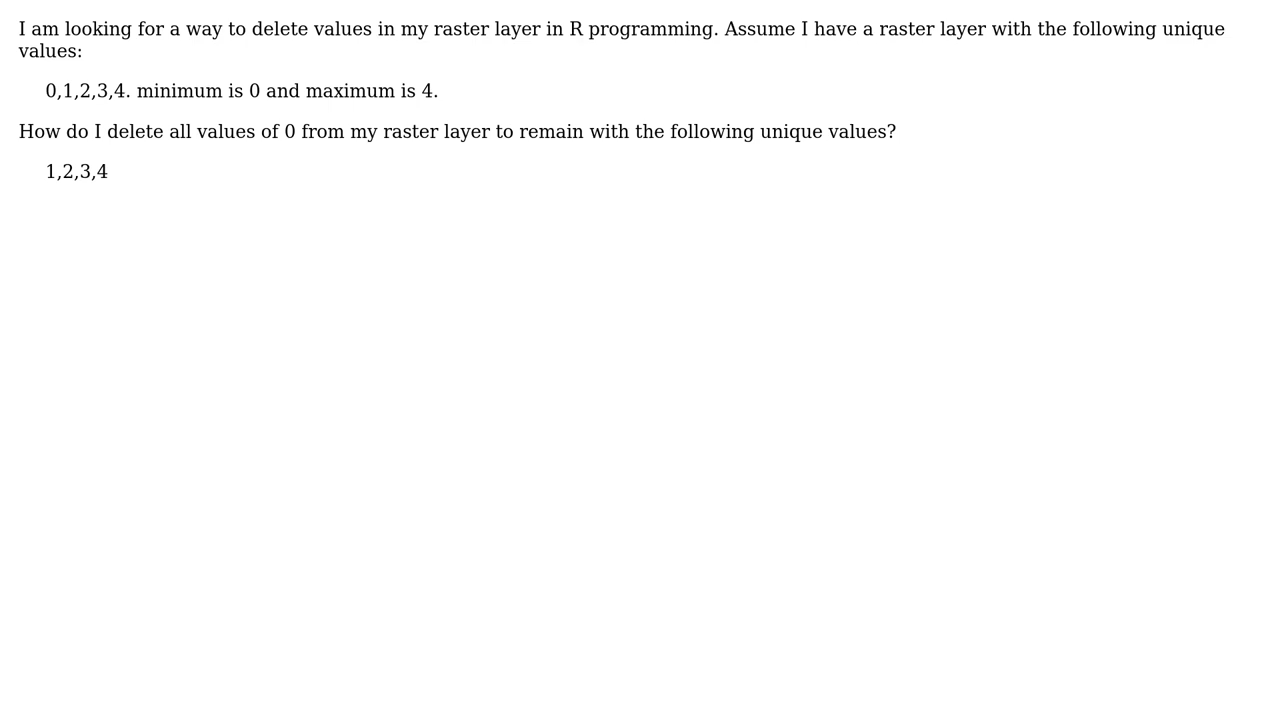 I am looking for a way to delete values in my raster layer in R programming. Assume I have a raster layer with the following unique
values:
0,1,2,3,4. minimum is 0 and maximum is 4.
How do I delete all values of 0 from my raster layer to remain with the following unique values?
1,2,3,4